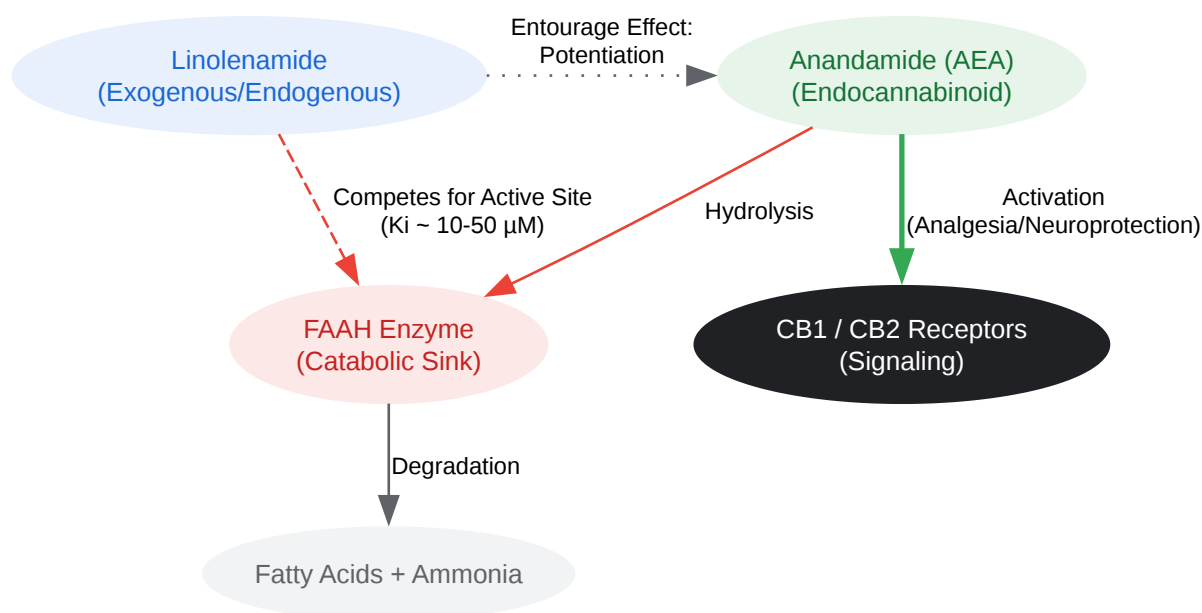 Linolenamide
(Exogenous/Endogenous)
Entourage Effect:
Potentiation
Anandamide (AEA)
(Endocannabinoid)
Competes for Active Site
(Ki ~ 10-50 µM)
Hydrolysis
Activation
(Analgesia/Neuroprotection)
FAAH Enzyme
(Catabolic Sink)
CB1 / CB2 Receptors
(Signaling)
Degradation
Fatty Acids + Ammonia